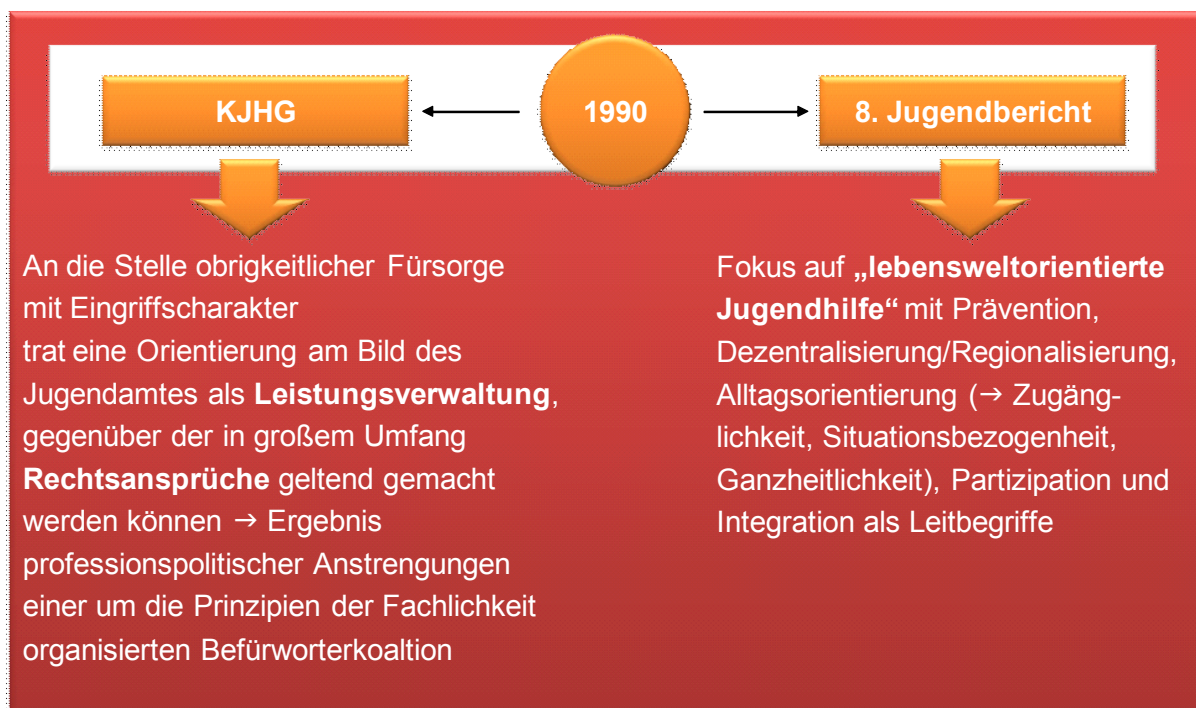 KJHG
1990
8. Jugendbericht
An die Stelle obrigkeitlicher Fürsorge
mit Eingriffscharakter
trat eine Orientierung am Bild des
Jugendamtes als Leistungsverwaltung,
gegenüber der in großem Umfang
Rechtsansprüche geltend gemacht
werden können → Ergebnis
professionspolitischer Anstrengungen
einer um die Prinzipien der Fachlichkeit
organisierten Befürworterkoaltion
Fokus auf „lebensweltorientierte
Jugendhilfe“ mit Prävention,
Dezentralisierung/Regionalisierung,
Alltagsorientierung (→ Zugäng-
lichkeit, Situationsbezogenheit,
Ganzheitlichkeit), Partizipation und
Integration als Leitbegriffe